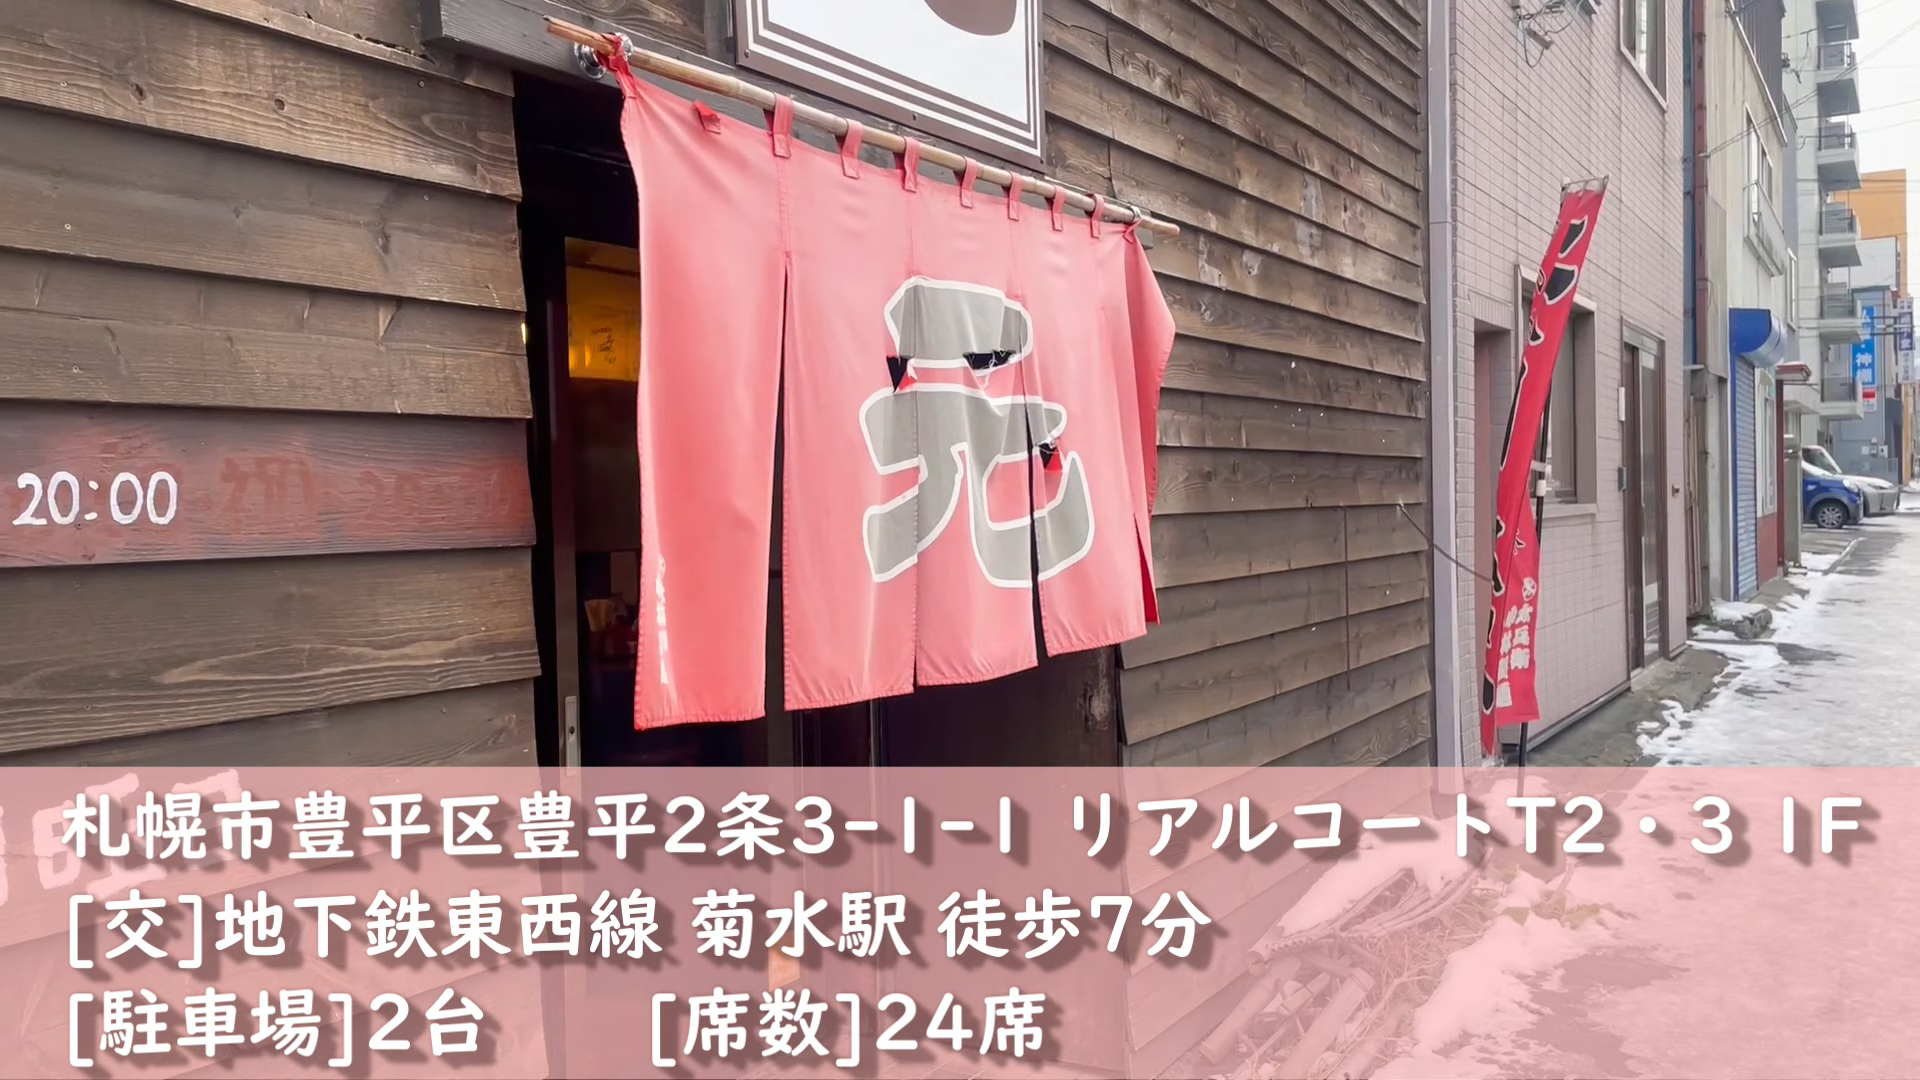 元
20:00
札幌市豊平区豊平2条3-1-1 リアルコートT2・3 1F
[交]地下鉄東西線 菊水駅 徒歩7分
[駐車場]2台 [席数]24席